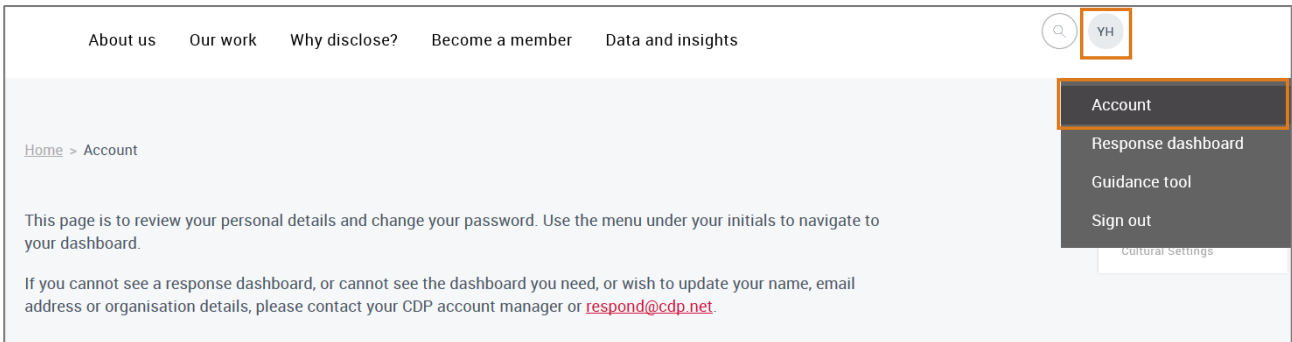 About us Our work Why disclose? Become a member Data and insights YH
Account
Response dashboard
Guidance tool
Sign out
Cultural Settings
Home > Account
This page is to review your personal details and change your password. Use the menu under your initials to navigate to
your dashboard.
If you cannot see a response dashboard, or cannot see the dashboard you need, or wish to update your name, email
address or organisation details, please contact your CDP account manager or respond@cdp.net.